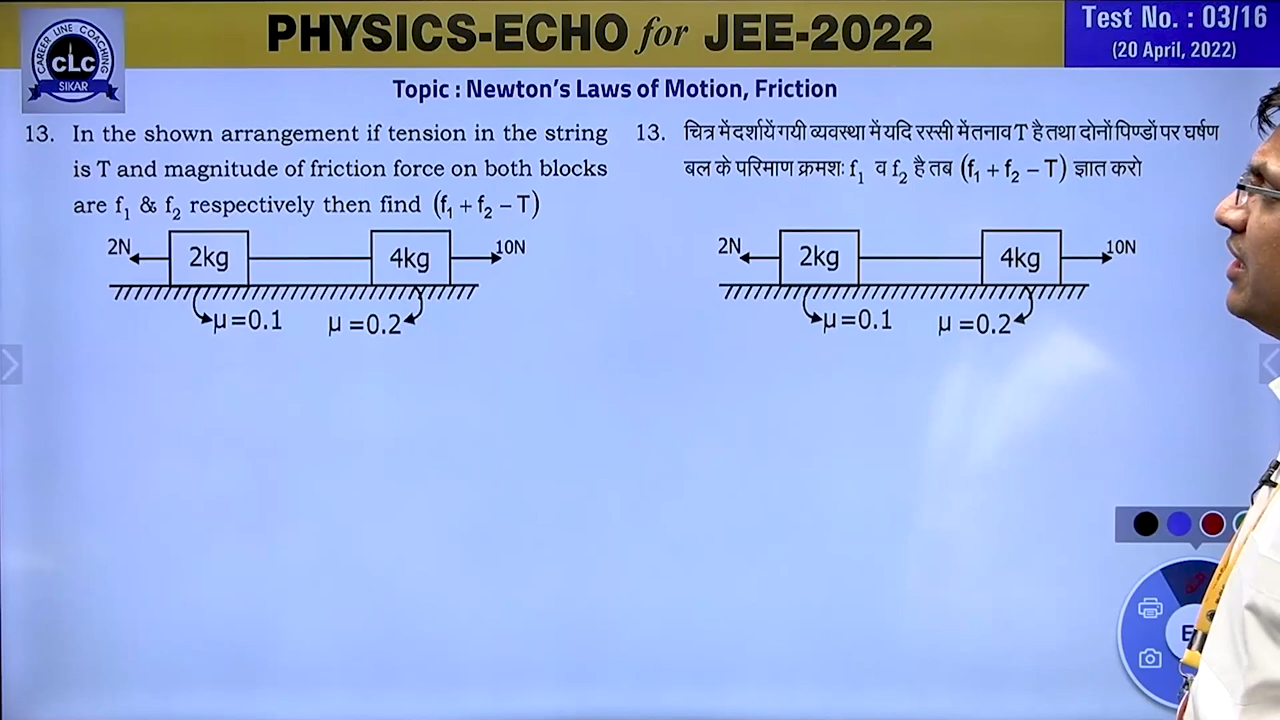 CAREER LINE COACHING
CLC
SIKAR
PHYSICS-ECHO for JEE-2022
Test No. : 03/16
(20 April, 2022)
Topic : Newton's Laws of Motion, Friction
13. In the shown arrangement if tension in the string
is T and magnitude of friction force on both blocks
are f₁ & f₂ respectively then find (f₁ + f₂ − T)
2N 2kg 4kg 10N
μ=0.1 μ =0.2
13. चित्र में दर्शाये गयी व्यवस्था में यदि रस्सी में तनाव T है तथा दोनों पिण्डों पर घर्षण
बल के परिमाण क्रमशः f₁ व f₂ है तब (f₁ + f₂ − T) ज्ञात करो
2N 2kg 4kg 10N
μ=0.1 μ =0.2
E